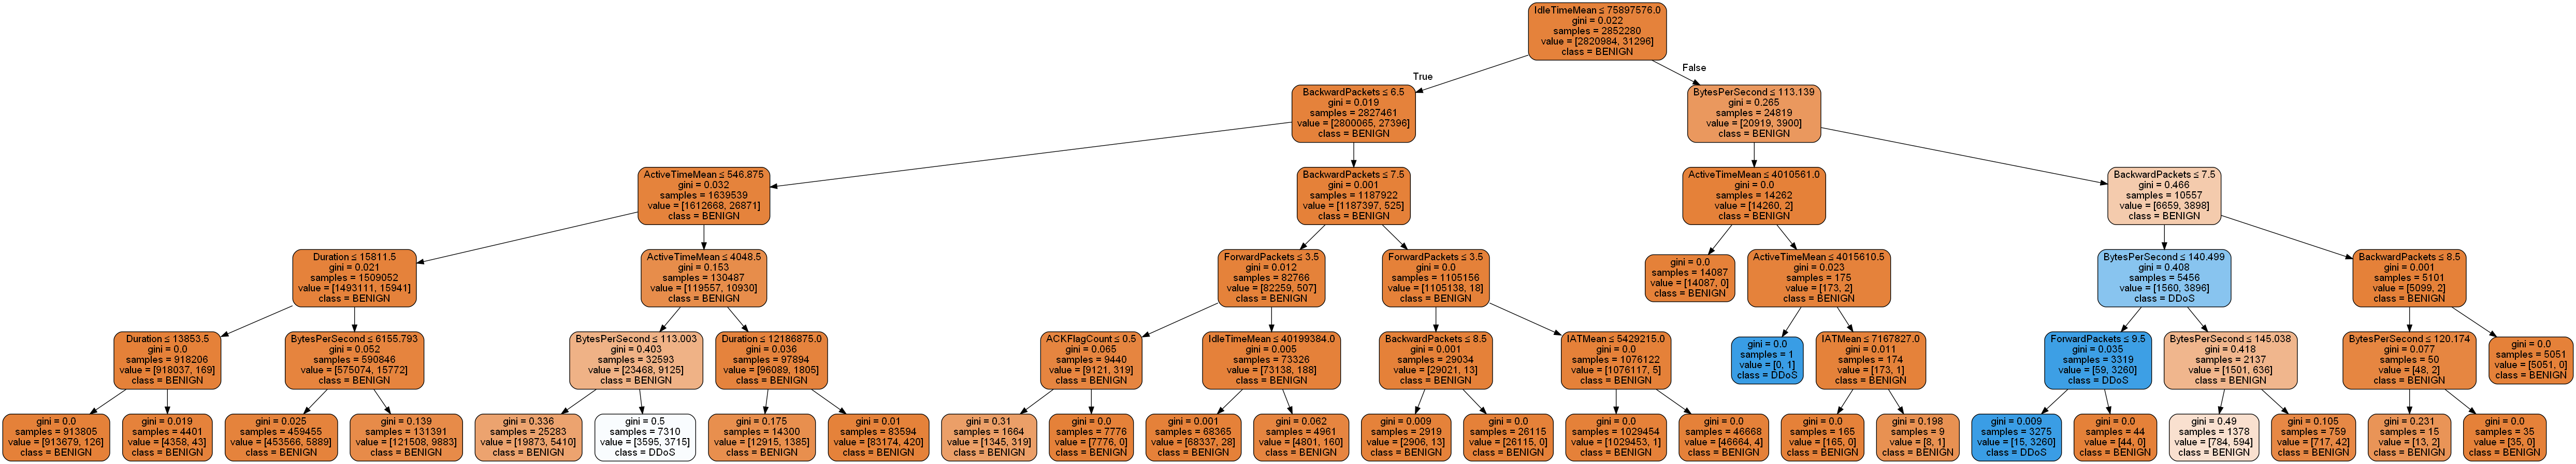 IdleTimeMean ≤ 75897576.0
gini = 0.022
samples = 2852280
value = [2820984, 31296]
class = BENIGN
True
False
BackwardPackets ≤ 6.5
gini = 0.019
samples = 2827461
value = [2800065, 27396]
class = BENIGN
BytesPerSecond ≤ 113.139
gini = 0.265
samples = 24819
value = [20919, 3900]
class = BENIGN
ActiveTimeMean ≤ 546.875
gini = 0.032
samples = 1639539
value = [1612668, 26871]
class = BENIGN
BackwardPackets ≤ 7.5
gini = 0.001
samples = 1187922
value = [1187397, 525]
class = BENIGN
ActiveTimeMean ≤ 4010561.0
gini = 0.0
samples = 14262
value = [14260, 2]
class = BENIGN
BackwardPackets ≤ 7.5
gini = 0.466
samples = 10557
value = [6659, 3898]
class = BENIGN
Duration ≤ 15811.5
gini = 0.021
samples = 1509052
value = [1493111, 15941]
class = BENIGN
ActiveTimeMean ≤ 4048.5
gini = 0.153
samples = 130487
value = [119557, 10930]
class = BENIGN
ForwardPackets ≤ 3.5
gini = 0.012
samples = 82766
value = [82259, 507]
class = BENIGN
ForwardPackets ≤ 3.5
gini = 0.0
samples = 1105156
value = [1105138, 18]
class = BENIGN
gini = 0.0
samples = 14087
value = [14087, 0]
class = BENIGN
ActiveTimeMean ≤ 4015610.5
gini = 0.023
samples = 175
value = [173, 2]
class = BENIGN
BytesPerSecond ≤ 140.499
gini = 0.408
samples = 5456
value = [1560, 3896]
class = DDoS
BackwardPackets ≤ 8.5
gini = 0.001
samples = 5101
value = [5099, 2]
class = BENIGN
Duration ≤ 13853.5
gini = 0.0
samples = 918206
value = [918037, 169]
class = BENIGN
BytesPerSecond ≤ 6155.793
gini = 0.052
samples = 590846
value = [575074, 15772]
class = BENIGN
BytesPerSecond ≤ 113.003
gini = 0.403
samples = 32593
value = [23468, 9125]
class = BENIGN
Duration ≤ 12186875.0
gini = 0.036
samples = 97894
value = [96089, 1805]
class = BENIGN
ACKFlagCount ≤ 0.5
gini = 0.065
samples = 9440
value = [9121, 319]
class = BENIGN
IdleTimeMean ≤ 40199384.0
gini = 0.005
samples = 73326
value = [73138, 188]
class = BENIGN
BackwardPackets ≤ 8.5
gini = 0.001
samples = 29034
value = [29021, 13]
class = BENIGN
IATMean ≤ 5429215.0
gini = 0.0
samples = 1076122
value = [1076117, 5]
class = BENIGN
gini = 0.0
samples = 1
value = [0, 1]
class = DDoS
IATMean ≤ 7167827.0
gini = 0.011
samples = 174
value = [173, 1]
class = BENIGN
ForwardPackets ≤ 9.5
gini = 0.035
samples = 3319
value = [59, 3260]
class = DDoS
BytesPerSecond ≤ 145.038
gini = 0.418
samples = 2137
value = [1501, 636]
class = BENIGN
BytesPerSecond ≤ 120.174
gini = 0.077
samples = 50
value = [48, 2]
class = BENIGN
gini = 0.0
samples = 5051
value = [5051, 0]
class = BENIGN
gini = 0.0
samples = 913805
value = [913679, 126]
class = BENIGN
gini = 0.019
samples = 4401
value = [4358, 43]
class = BENIGN
gini = 0.025
samples = 459455
value = [453566, 5889]
class = BENIGN
gini = 0.139
samples = 131391
value = [121508, 9883]
class = BENIGN
gini = 0.336
samples = 25283
value = [19873, 5410]
class = BENIGN
gini = 0.5
samples = 7310
value = [3595, 3715]
class = DDoS
gini = 0.175
samples = 14300
value = [12915, 1385]
class = BENIGN
gini = 0.01
samples = 83594
value = [83174, 420]
class = BENIGN
gini = 0.31
samples = 1664
value = [1345, 319]
class = BENIGN
gini = 0.0
samples = 7776
value = [7776, 0]
class = BENIGN
gini = 0.001
samples = 68365
value = [68337, 28]
class = BENIGN
gini = 0.062
samples = 4961
value = [4801, 160]
class = BENIGN
gini = 0.009
samples = 2919
value = [2906, 13]
class = BENIGN
gini = 0.0
samples = 26115
value = [26115, 0]
class = BENIGN
gini = 0.0
samples = 1029454
value = [1029453, 1]
class = BENIGN
gini = 0.0
samples = 46668
value = [46664, 4]
class = BENIGN
gini = 0.0
samples = 165
value = [165, 0]
class = BENIGN
gini = 0.198
samples = 9
value = [8, 1]
class = BENIGN
gini = 0.009
samples = 3275
value = [15, 3260]
class = DDoS
gini = 0.0
samples = 44
value = [44, 0]
class = BENIGN
gini = 0.49
samples = 1378
value = [784, 594]
class = BENIGN
gini = 0.105
samples = 759
value = [717, 42]
class = BENIGN
gini = 0.231
samples = 15
value = [13, 2]
class = BENIGN
gini = 0.0
samples = 35
value = [35, 0]
class = BENIGN